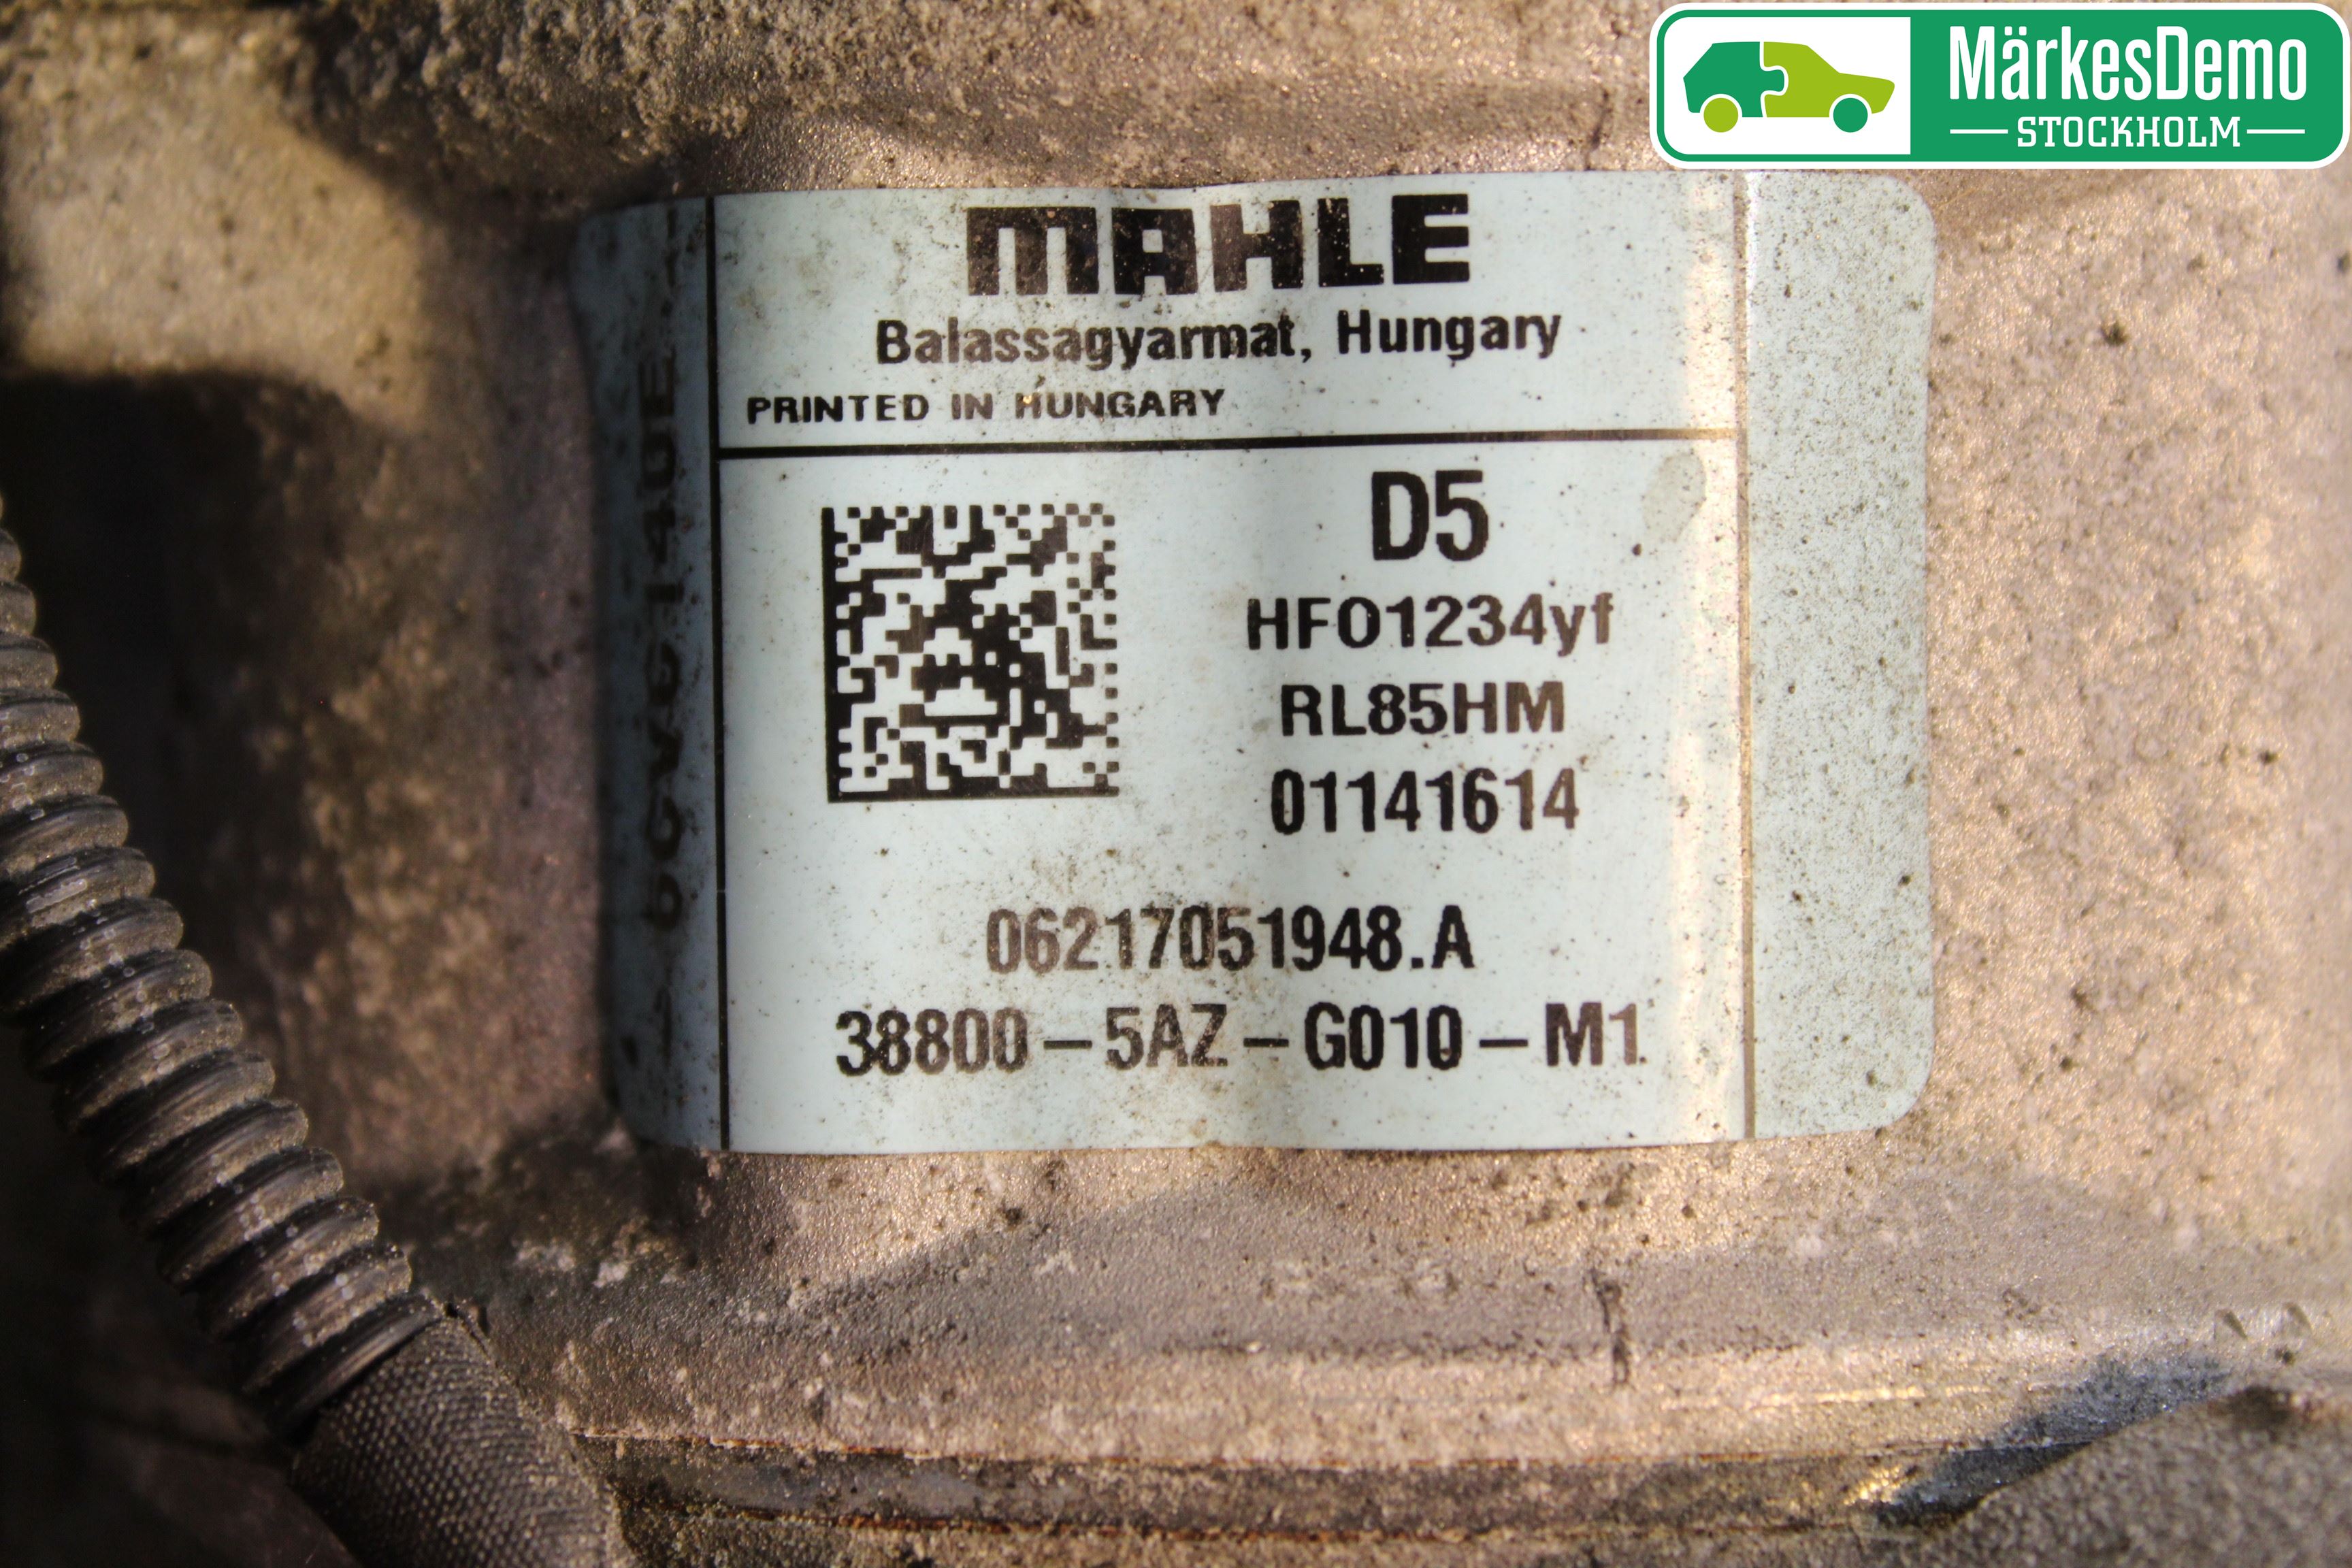 MärkesDemo
STOCKHOLM
MAHLE
Balassagyarmat, Hungary
PRINTED IN HUNGARY
D5
HFO1234yf
RL85HM
01141614
06217051948.A
38800-5AZ-G010-M1